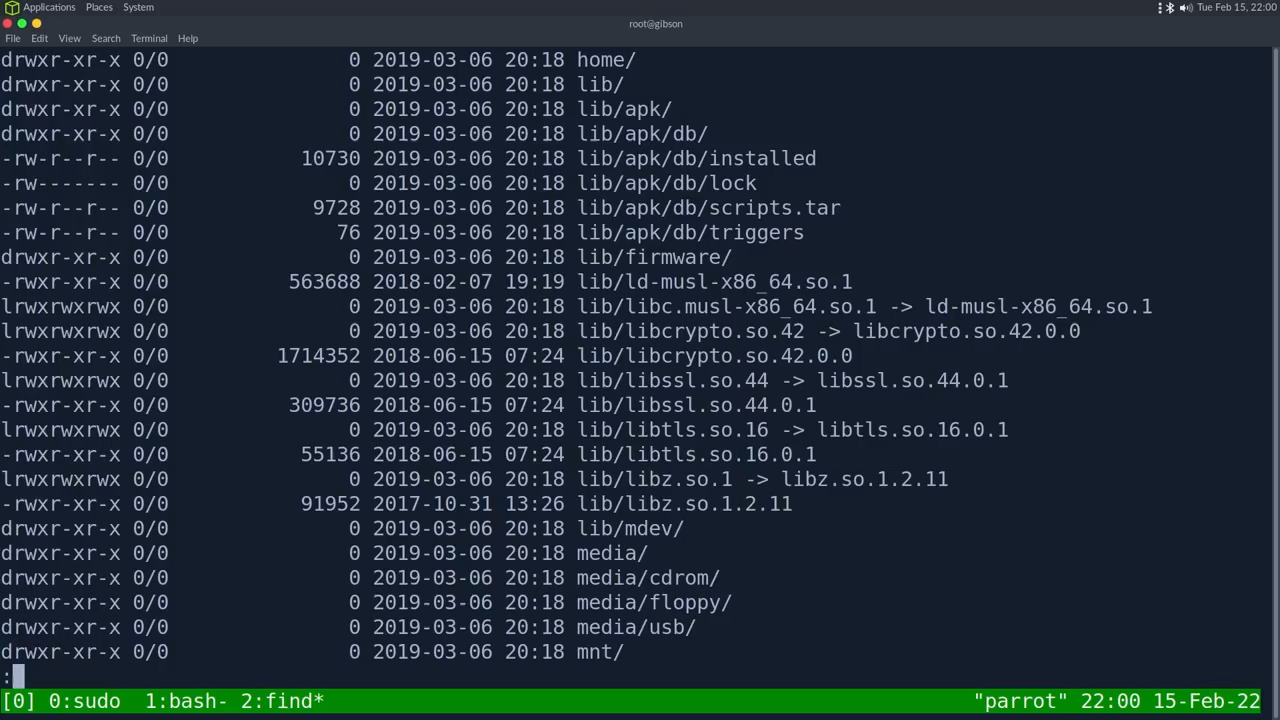 Applications Places System Tue Feb 15, 22:00
root@gibson
File Edit View Search Terminal Help
drwxr-xr-x 0/0 0 2019-03-06 20:18 home/
drwxr-xr-x 0/0 0 2019-03-06 20:18 lib/
drwxr-xr-x 0/0 0 2019-03-06 20:18 lib/apk/
drwxr-xr-x 0/0 0 2019-03-06 20:18 lib/apk/db/
-rw-r--r-- 0/0 10730 2019-03-06 20:18 lib/apk/db/installed
-rw------- 0/0 0 2019-03-06 20:18 lib/apk/db/lock
-rw-r--r-- 0/0 9728 2019-03-06 20:18 lib/apk/db/scripts.tar
-rw-r--r-- 0/0 76 2019-03-06 20:18 lib/apk/db/triggers
drwxr-xr-x 0/0 0 2019-03-06 20:18 lib/firmware/
-rwxr-xr-x 0/0 563688 2018-02-07 19:19 lib/ld-musl-x86_64.so.1
lrwxrwxrwx 0/0 0 2019-03-06 20:18 lib/libc.musl-x86_64.so.1 -> ld-musl-x86_64.so.1
lrwxrwxrwx 0/0 0 2019-03-06 20:18 lib/libcrypto.so.42 -> libcrypto.so.42.0.0
-rwxr-xr-x 0/0 1714352 2018-06-15 07:24 lib/libcrypto.so.42.0.0
lrwxrwxrwx 0/0 0 2019-03-06 20:18 lib/libssl.so.44 -> libssl.so.44.0.1
-rwxr-xr-x 0/0 309736 2018-06-15 07:24 lib/libssl.so.44.0.1
lrwxrwxrwx 0/0 0 2019-03-06 20:18 lib/libtls.so.16 -> libtls.so.16.0.1
-rwxr-xr-x 0/0 55136 2018-06-15 07:24 lib/libtls.so.16.0.1
lrwxrwxrwx 0/0 0 2019-03-06 20:18 lib/libz.so.1 -> libz.so.1.2.11
-rwxr-xr-x 0/0 91952 2017-10-31 13:26 lib/libz.so.1.2.11
drwxr-xr-x 0/0 0 2019-03-06 20:18 lib/mdev/
drwxr-xr-x 0/0 0 2019-03-06 20:18 media/
drwxr-xr-x 0/0 0 2019-03-06 20:18 media/cdrom/
drwxr-xr-x 0/0 0 2019-03-06 20:18 media/floppy/
drwxr-xr-x 0/0 0 2019-03-06 20:18 media/usb/
drwxr-xr-x 0/0 0 2019-03-06 20:18 mnt/
:
[0] 0:sudo 1:bash- 2:find* "parrot" 22:00 15-Feb-22